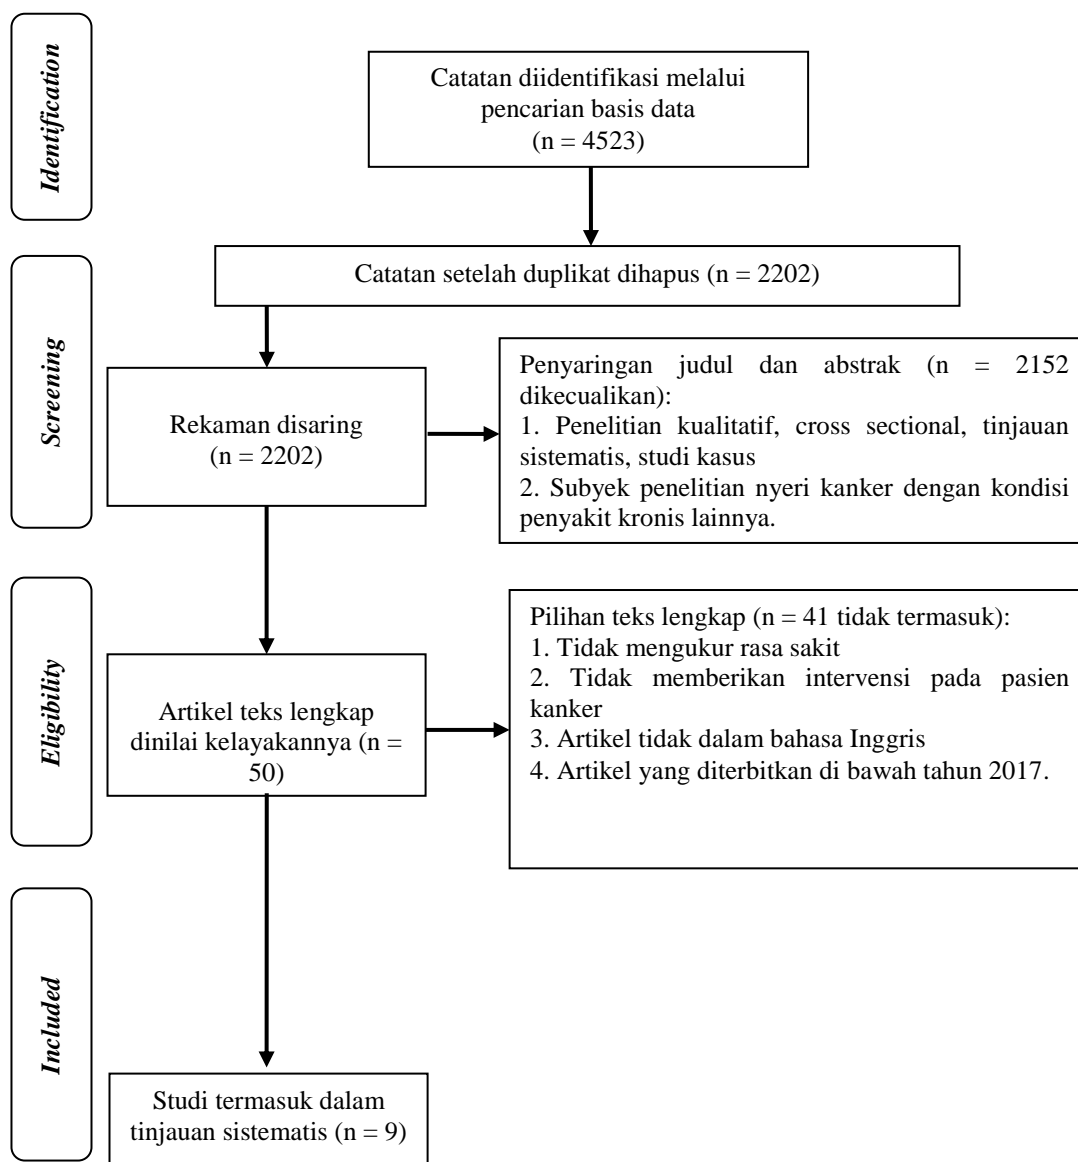 Identification
Catatan diidentifikasi melalui
pencarian basis data
(n = 4523)
Screening
Catatan setelah duplikat dihapus (n = 2202)
Rekaman disaring
(n = 2202)
Penyaringan judul dan abstrak (n = 2152
dikecualikan):
1. Penelitian kualitatif, cross sectional, tinjauan
sistematis, studi kasus
2. Subyek penelitian nyeri kanker dengan kondisi
penyakit kronis lainnya.
Eligibility
Artikel teks lengkap
dinilai kelayakannya (n =
50)
Pilihan teks lengkap (n = 41 tidak termasuk):
1. Tidak mengukur rasa sakit
2. Tidak memberikan intervensi pada pasien
kanker
3. Artikel tidak dalam bahasa Inggris
4. Artikel yang diterbitkan di bawah tahun 2017.
Included
Studi termasuk dalam
tinjauan sistematis (n = 9)